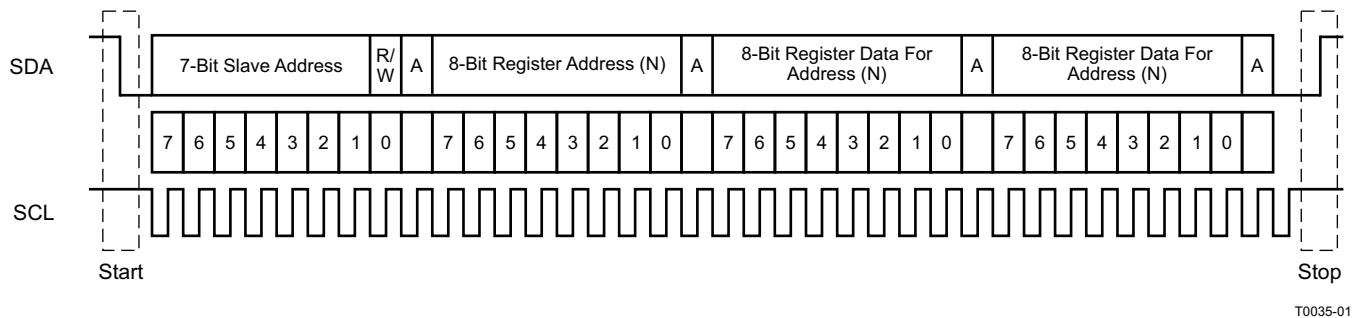 SDA
7-Bit Slave Address
R/
W
A
8-Bit Register Address (N)
A
8-Bit Register Data For
Address (N)
A
8-Bit Register Data For
Address (N)
A
7 6 5 4 3 2 1 0 7 6 5 4 3 2 1 0 7 6 5 4 3 2 1 0 7 6 5 4 3 2 1 0
SCL
Start
Stop
T0035-01